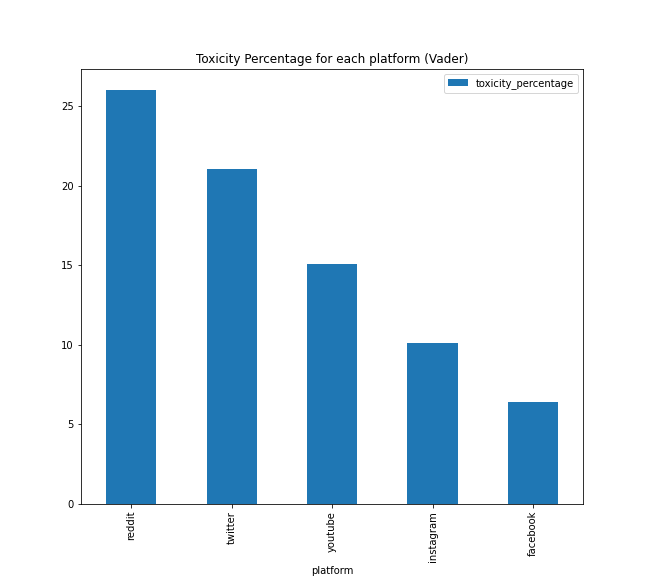 Toxicity Percentage for each platform (Vader)
toxicity_percentage
25
20
15
10
5
0
reddit
twitter
youtube
instagram
facebook
platform